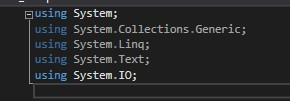 using System;
using System.Collections.Generic;
using System.Linq;
using System.Text;
using System.IO;